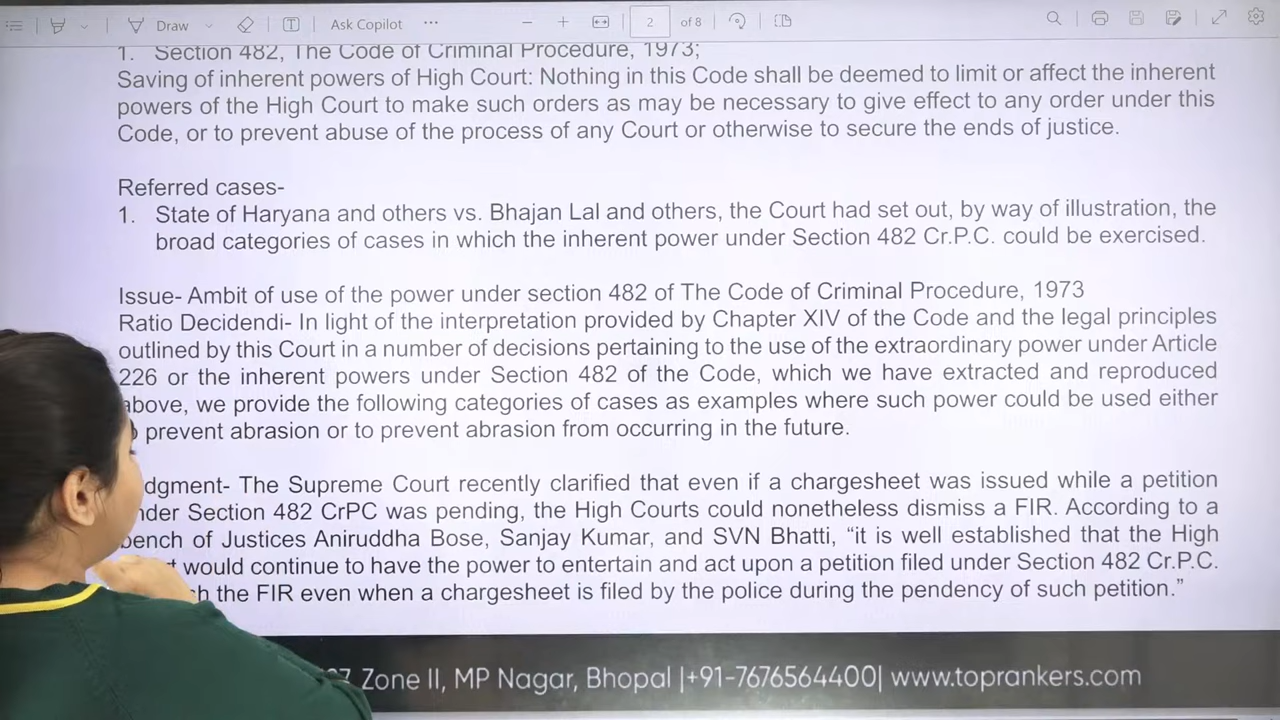 Draw
Ask Copilot
2 of 8
1. Section 482, The Code of Criminal Procedure, 1973;
Saving of inherent powers of High Court: Nothing in this Code shall be deemed to limit or affect the inherent
powers of the High Court to make such orders as may be necessary to give effect to any order under this
Code, or to prevent abuse of the process of any Court or otherwise to secure the ends of justice.
Referred cases-
1. State of Haryana and others vs. Bhajan Lal and others, the Court had set out, by way of illustration, the
broad categories of cases in which the inherent power under Section 482 Cr.P.C. could be exercised.
Issue- Ambit of use of the power under section 482 of The Code of Criminal Procedure, 1973
Ratio Decidendi- In light of the interpretation provided by Chapter XIV of the Code and the legal principles
outlined by this Court in a number of decisions pertaining to the use of the extraordinary power under Article
226 or the inherent powers under Section 482 of the Code, which we have extracted and reproduced
above, we provide the following categories of cases as examples where such power could be used either
prevent abrasion or to prevent abrasion from occurring in the future.
dgment- The Supreme Court recently clarified that even if a chargesheet was issued while a petition
nder Section 482 CrPC was pending, the High Courts could nonetheless dismiss a FIR. According to a
bench of Justices Aniruddha Bose, Sanjay Kumar, and SVN Bhatti, “it is well established that the High
would continue to have the power to entertain and act upon a petition filed under Section 482 Cr.P.C.
the FIR even when a chargesheet is filed by the police during the pendency of such petition.”
Zone II, MP Nagar, Bhopal |+91-7676564400| www.toprankers.com